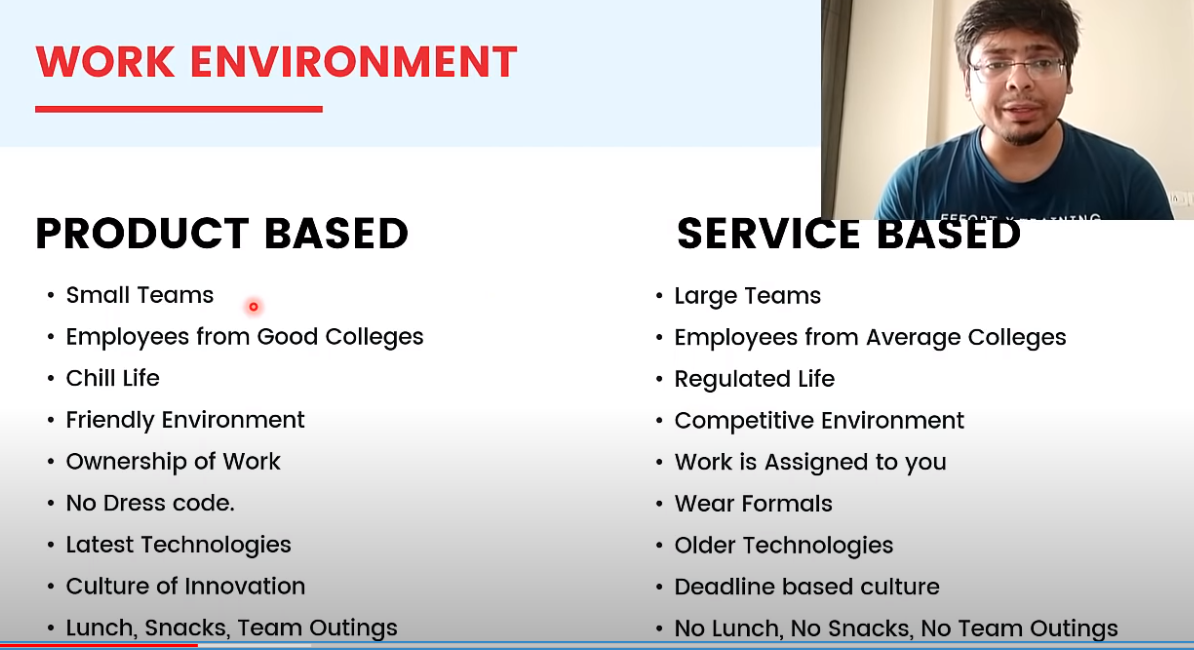 WORK ENVIRONMENT
EFFORT X TRAINING
PRODUCT BASED
SERVICE BASED
• Small Teams
• Employees from Good Colleges
• Chill Life
• Friendly Environment
• Ownership of Work
• No Dress code.
• Latest Technologies
• Culture of Innovation
• Lunch, Snacks, Team Outings
• Large Teams
• Employees from Average Colleges
• Regulated Life
• Competitive Environment
• Work is Assigned to you
• Wear Formals
• Older Technologies
• Deadline based culture
• No Lunch, No Snacks, No Team Outings